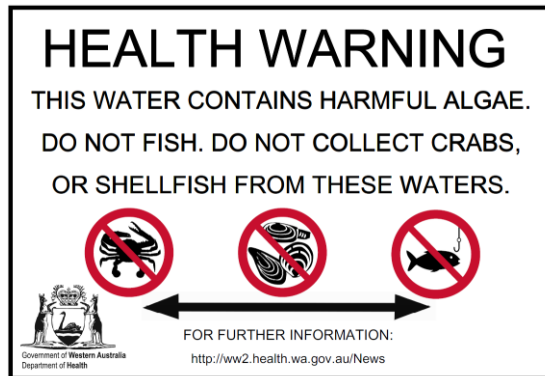 HEALTH WARNING
THIS WATER CONTAINS HARMFUL ALGAE.
DO NOT FISH. DO NOT COLLECT CRABS,
OR SHELLFISH FROM THESE WATERS.
Government of Western Australia
Department of Health
FOR FURTHER INFORMATION:
http://ww2.health.wa.gov.au/News